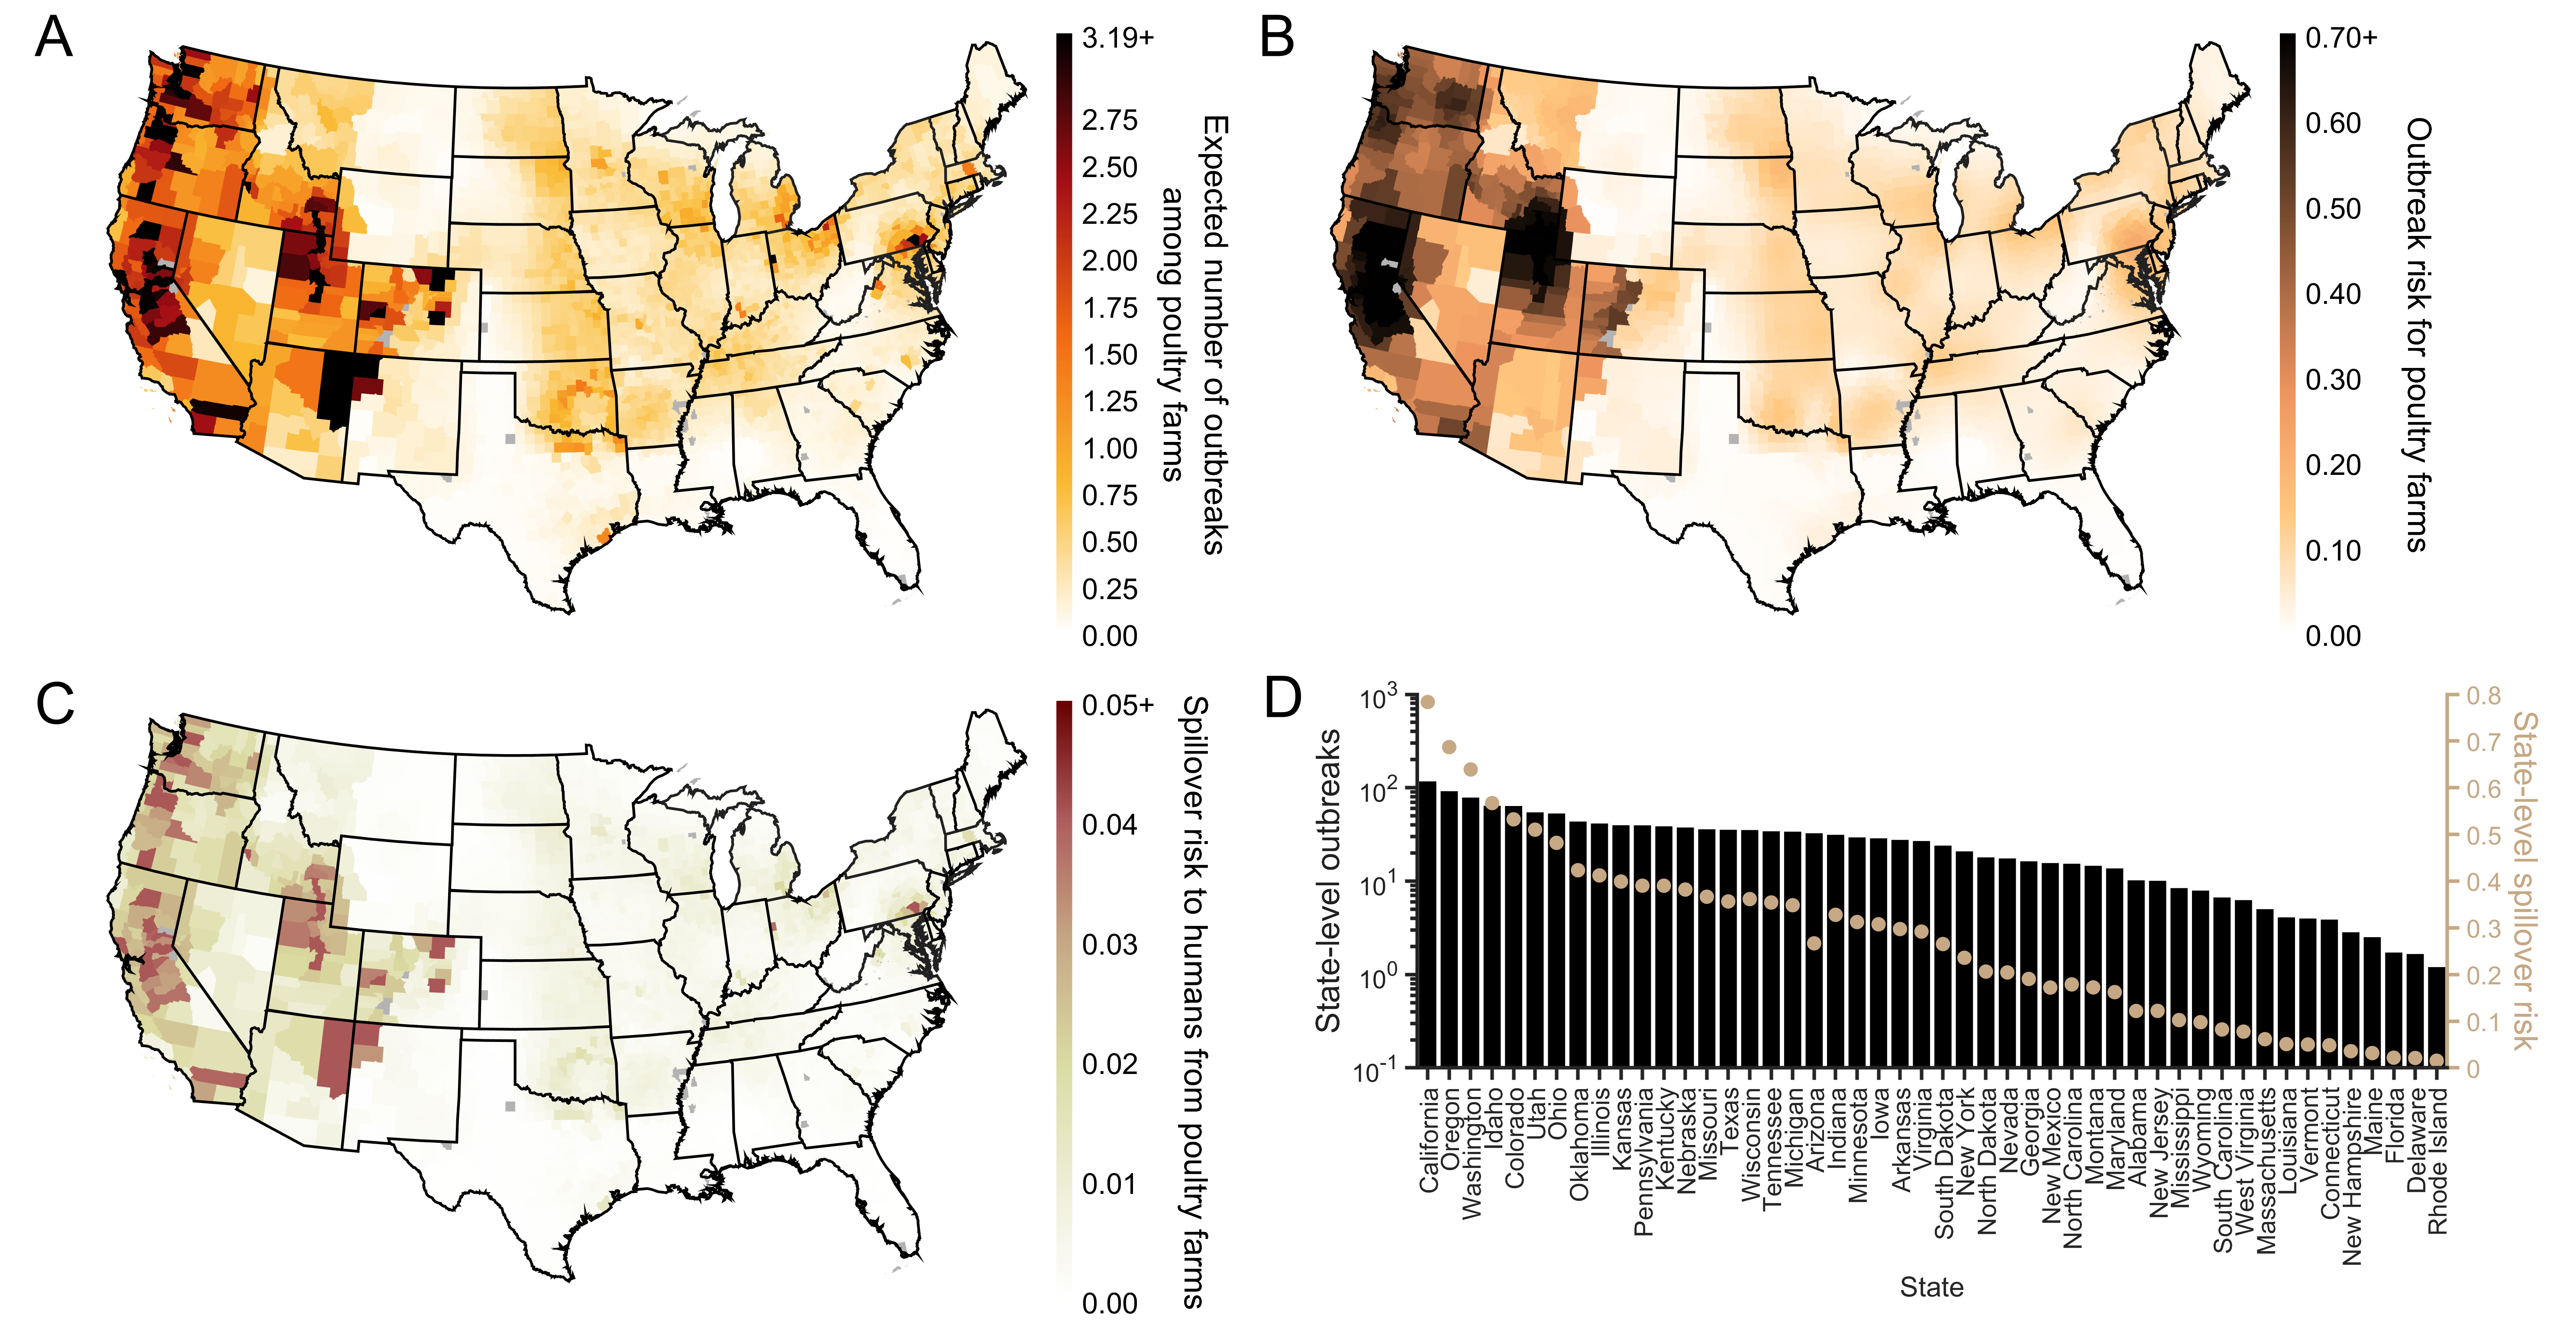 A
3.19+
2.75
2.50
2.25
2.00
1.75
1.50
1.25
1.00
0.75
0.50
0.25
0.00
Expected number of outbreaks
among poultry farms
B
0.70+
0.60
0.50
0.40
0.30
0.20
0.10
0.00
Outbreak risk for poultry farms
C
0.05+
0.04
0.03
0.02
0.01
0.00
Spillover risk to humans from poultry farms
D
State-level outbreaks
10³
10²
10¹
10⁰
10⁻¹
0.8
0.7
0.6
0.5
0.4
0.3
0.2
0.1
0
State-level spillover risk
California
Oregon
Washington
Idaho
Colorado
Utah
Ohio
Oklahoma
Illinois
Kansas
Pennsylvania
Kentucky
Nebraska
Missouri
Texas
Wisconsin
Tennessee
Michigan
Arizona
Indiana
Minnesota
Iowa
Arkansas
Virginia
South Dakota
New York
North Dakota
Nevada
Georgia
New Mexico
North Carolina
Montana
Maryland
Alabama
New Jersey
Mississippi
Wyoming
South Carolina
West Virginia
Massachusetts
Louisiana
Vermont
Connecticut
New Hampshire
Maine
Florida
Delaware
Rhode Island
State